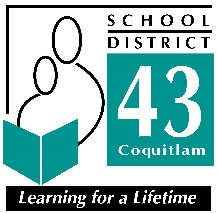 SCHOOL
DISTRICT
43
Coquitlam
Learning for a Lifetime